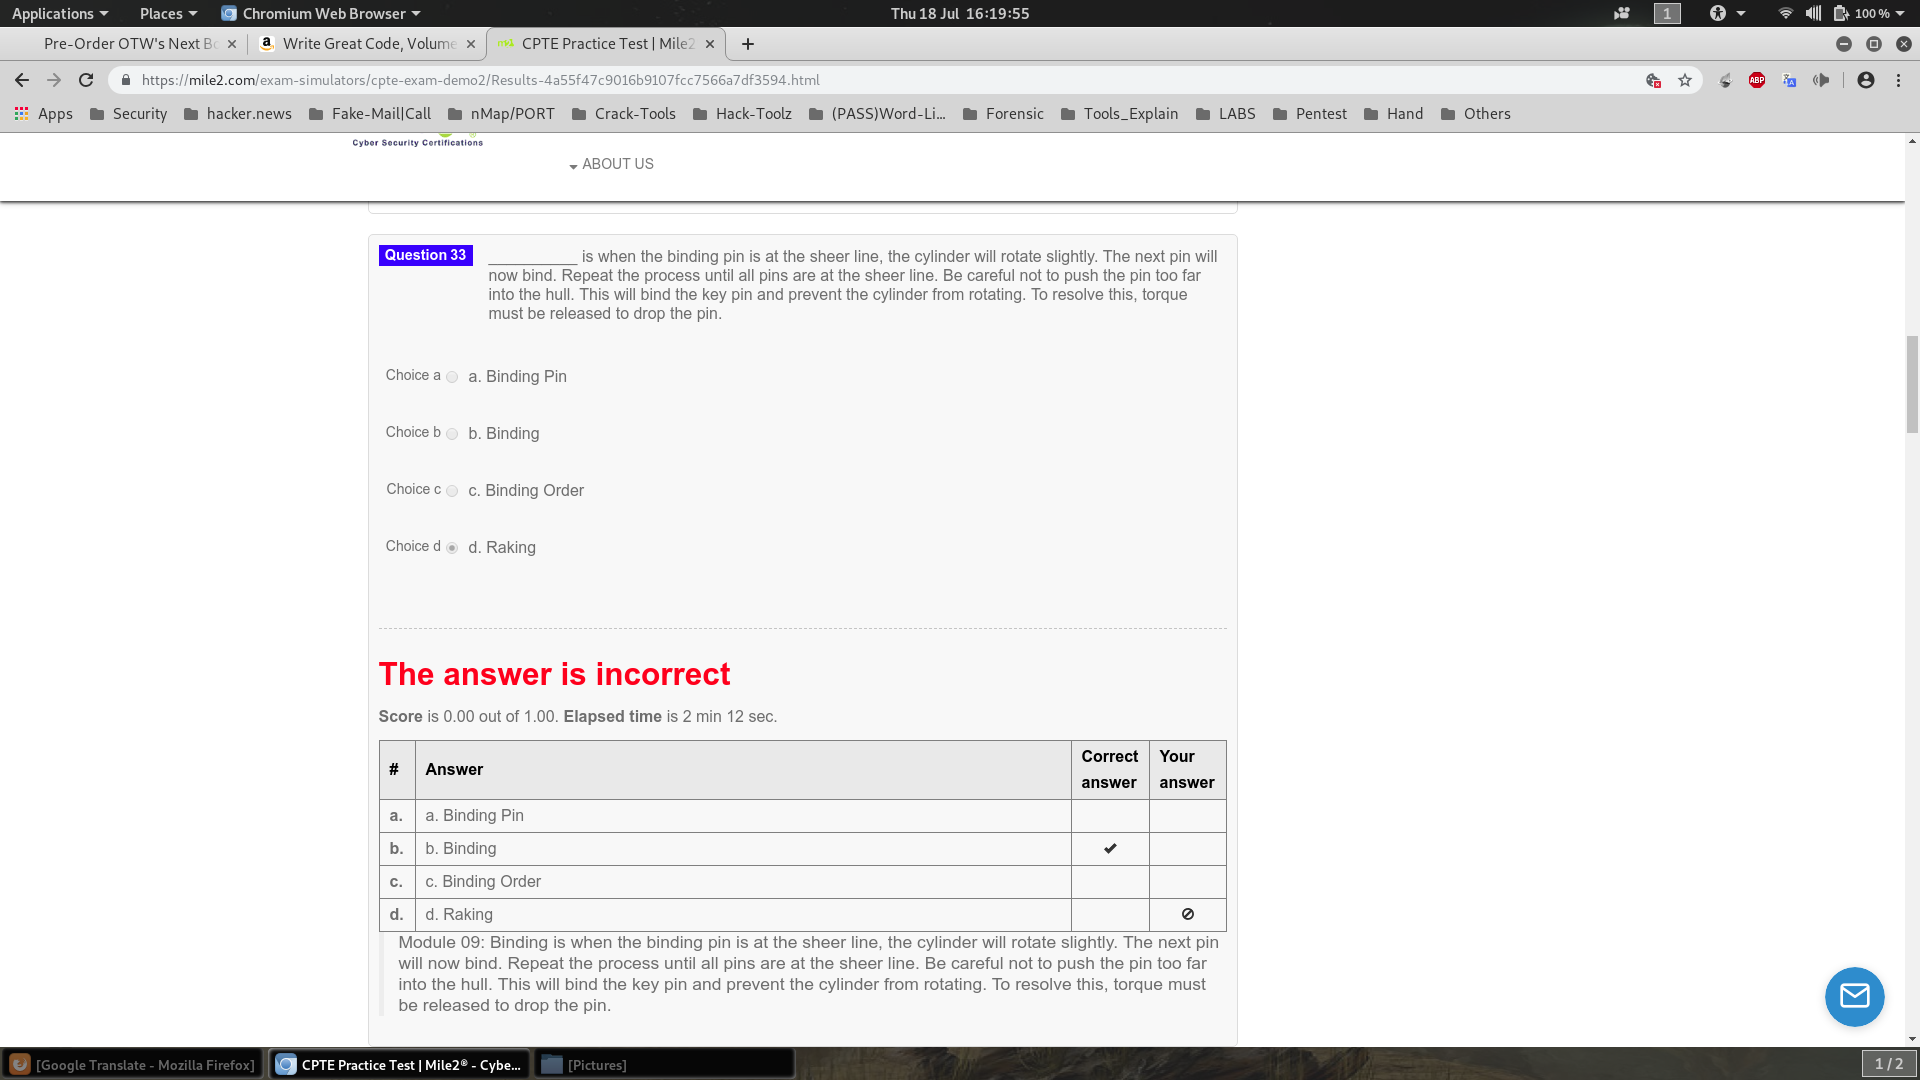 Applications Places Chromium Web Browser Thu 18 Jul 16:19:55 1 100 %
Pre-Order OTW's Next Bo Write Great Code, Volume CPTE Practice Test | Mile2
https://mile2.com/exam-simulators/cpte-exam-demo2/Results-4a55f47c9016b9107fcc7566a7df3594.html ABP
Apps Security hacker.news Fake-Mail|Call nMap/PORT Crack-Tools Hack-Toolz (PASS)Word-Li... Forensic Tools_Explain LABS Pentest Hand Others
Cyber Security Certifications
ABOUT US
Question 33 __________ is when the binding pin is at the sheer line, the cylinder will rotate slightly. The next pin will
now bind. Repeat the process until all pins are at the sheer line. Be careful not to push the pin too far
into the hull. This will bind the key pin and prevent the cylinder from rotating. To resolve this, torque
must be released to drop the pin.
Choice a a. Binding Pin
Choice b b. Binding
Choice c c. Binding Order
Choice d d. Raking
The answer is incorrect
Score is 0.00 out of 1.00. Elapsed time is 2 min 12 sec.
# Answer Correct answer Your answer
a. a. Binding Pin
b. b. Binding ✔
c. c. Binding Order
d. d. Raking
Module 09: Binding is when the binding pin is at the sheer line, the cylinder will rotate slightly. The next pin
will now bind. Repeat the process until all pins are at the sheer line. Be careful not to push the pin too far
into the hull. This will bind the key pin and prevent the cylinder from rotating. To resolve this, torque must
be released to drop the pin.
[Google Translate - Mozilla Firefox] CPTE Practice Test | Mile2® - Cybe... [Pictures] 1 / 2